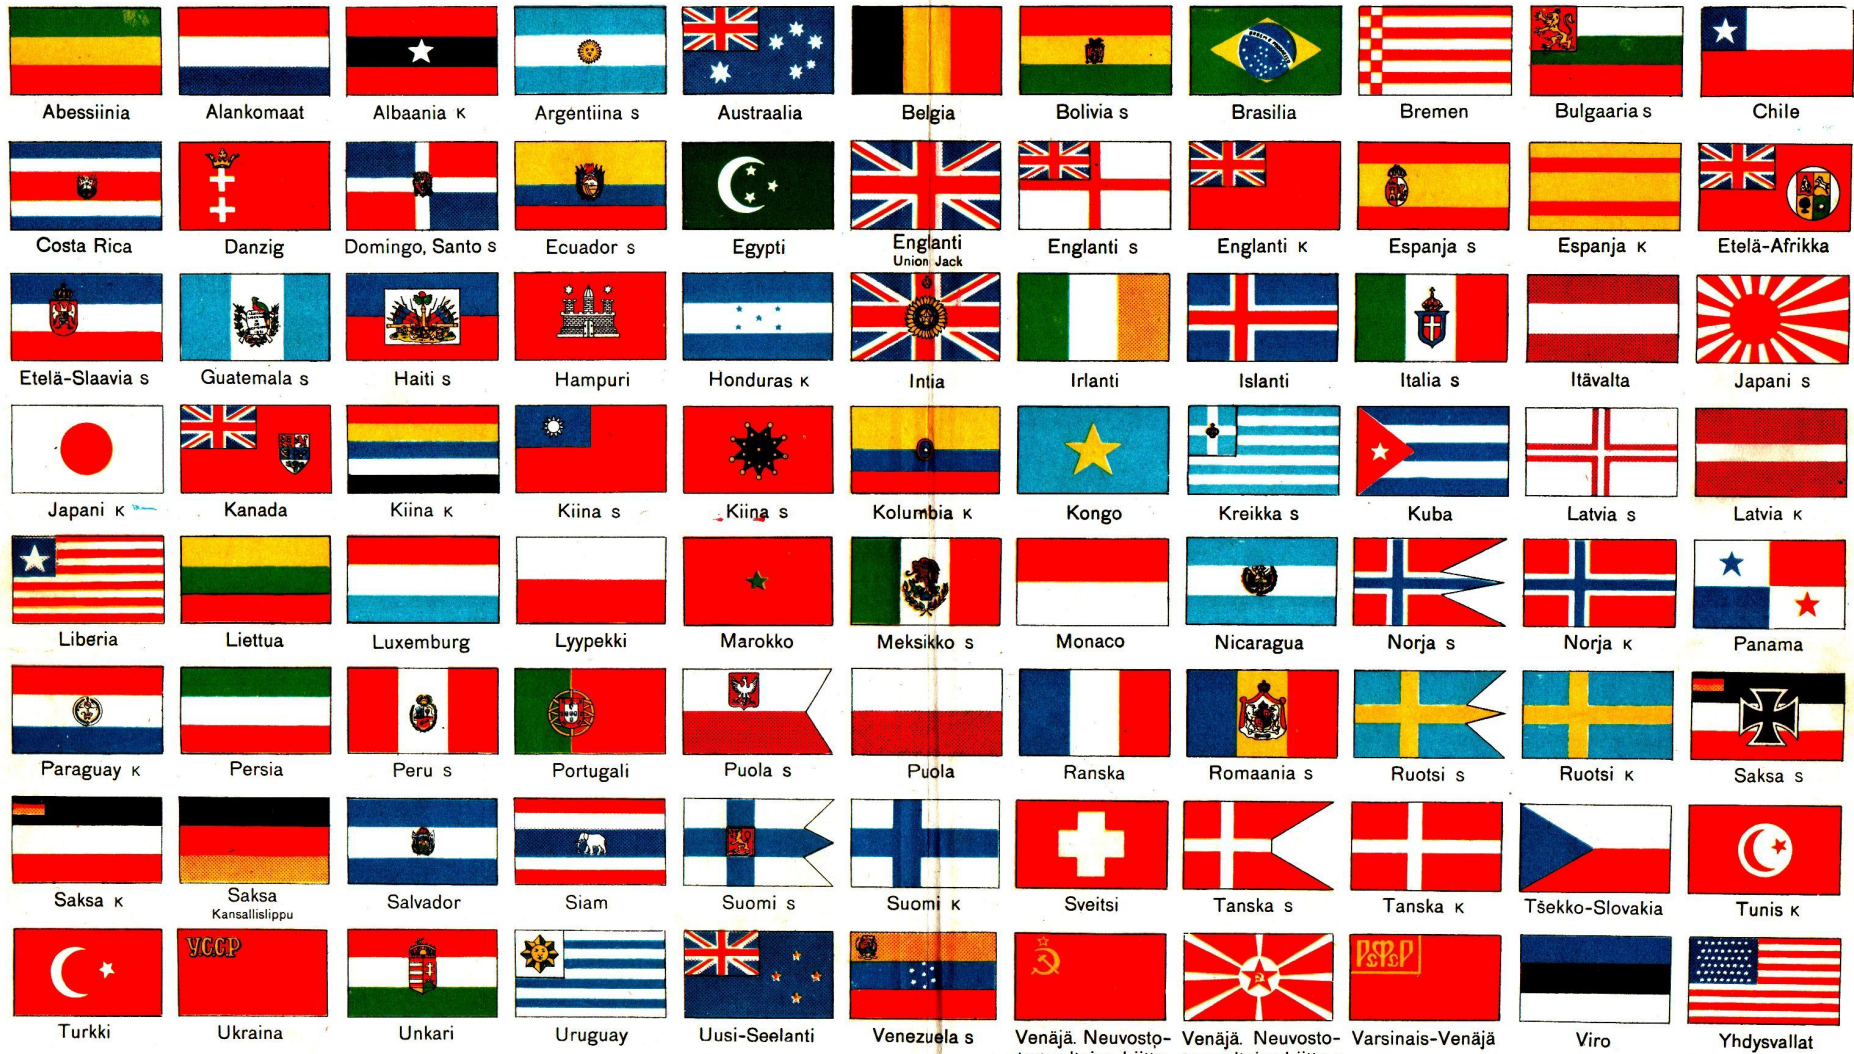 Abessiinia Alankomaat Albaania K Argentiina S Austraalia Belgia Bolivia S Brasilia Bremen Bulgaaria S Chile
Costa Rica Danzig Domingo, Santo S Ecuador S Egypti Englanti Englanti S Englanti K Espanja S Espanja K Etelä-Afrikka
Union Jack
Etelä-Slaavia S Guatemala S Haiti S Hampuri Honduras K Intia Irlanti Islanti Italia S Itävalta Japani S
Japani K Kanada Kiina K Kiina S Kiina S Kolumbia K Kongo Kreikka S Kuba Latvia S Latvia K
Liberia Liettua Luxemburg Lyypekki Marokko Meksikko S Monaco Nicaragua Norja S Norja K Panama
Paraguay K Persia Peru S Portugali Puola S Puola Ranska Romaania S Ruotsi S Ruotsi K Saksa S
Saksa K Saksa Salvador Siam Suomi S Suomi K Sveitsi Tanska S Tanska K Tšekko-Slovakia Tunis K
Kansallislippu
У.С.С.Р
РСФСР
Turkki Ukraina Unkari Uruguay Uusi-Seelanti Venezuela S Venäjä. Neuvosto- Venäjä. Neuvosto- Varsinais-Venäjä Viro Yhdysvallat